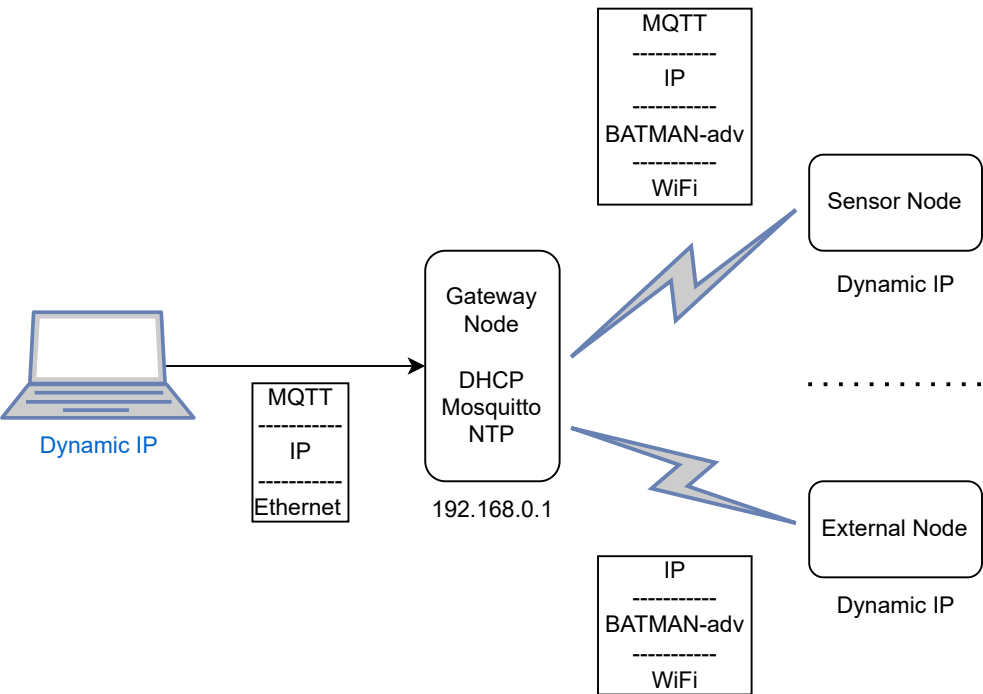 MQTT
-----------
IP
-----------
BATMAN-adv
-----------
WiFi
Sensor Node
Dynamic IP
Gateway
Node
DHCP
Mosquitto
NTP
192.168.0.1
Dynamic IP
MQTT
-----------
IP
-----------
Ethernet
External Node
Dynamic IP
IP
-----------
BATMAN-adv
-----------
WiFi